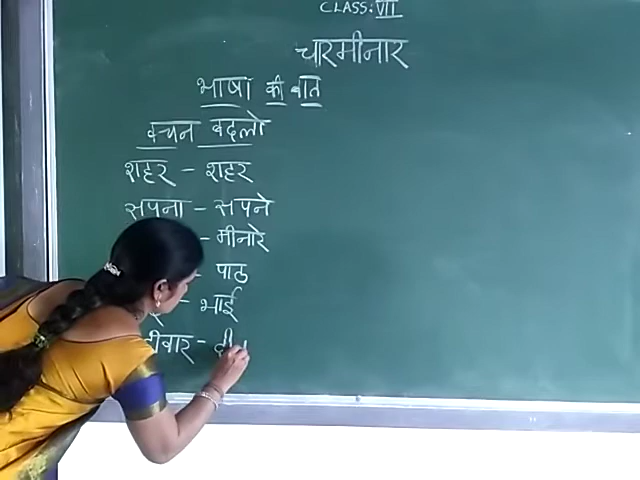 CLASS: VII
चारमीनार
भाषा की बात
वचन बदलो
शहर - शहर
सपना - सपने
- मीनारे
- पाठ
- भाई
दीवार - दी